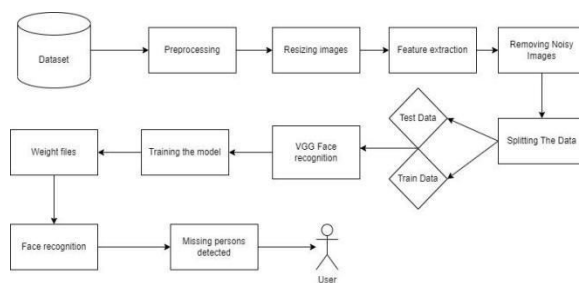 Dataset
Preprocessing
Resizing images
Feature extraction
Removing Noisy
Images
Weight files
Training the model
VGG Face
recognition
Test Data
Train Data
Splitting The Data
Face recognition
Missing persons
detected
User